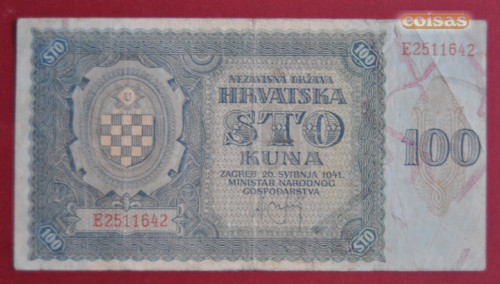 eoisas
STO
100
E2511642
NEZAVISNA DRŽAVA
HRVATSKA
STO
KUNA
100
ZAGREB 26. SVIBNJA 1941.
MINISTAR NARODNOG
GOSPODARSTVA
E2511642
100
STO